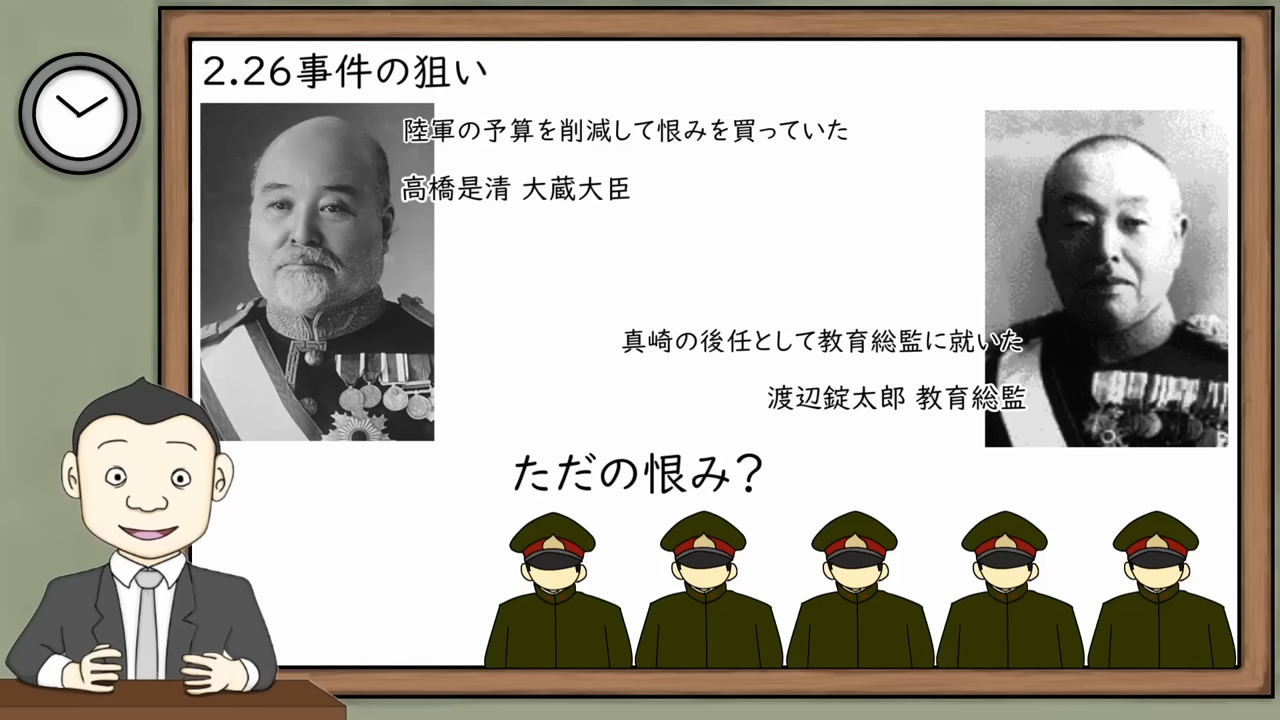 2.26事件の狙い
陸軍の予算を削減して恨みを買っていた
高橋是清 大蔵大臣
真崎の後任として教育総監に就いた
渡辺錠太郎 教育総監
ただの恨み?